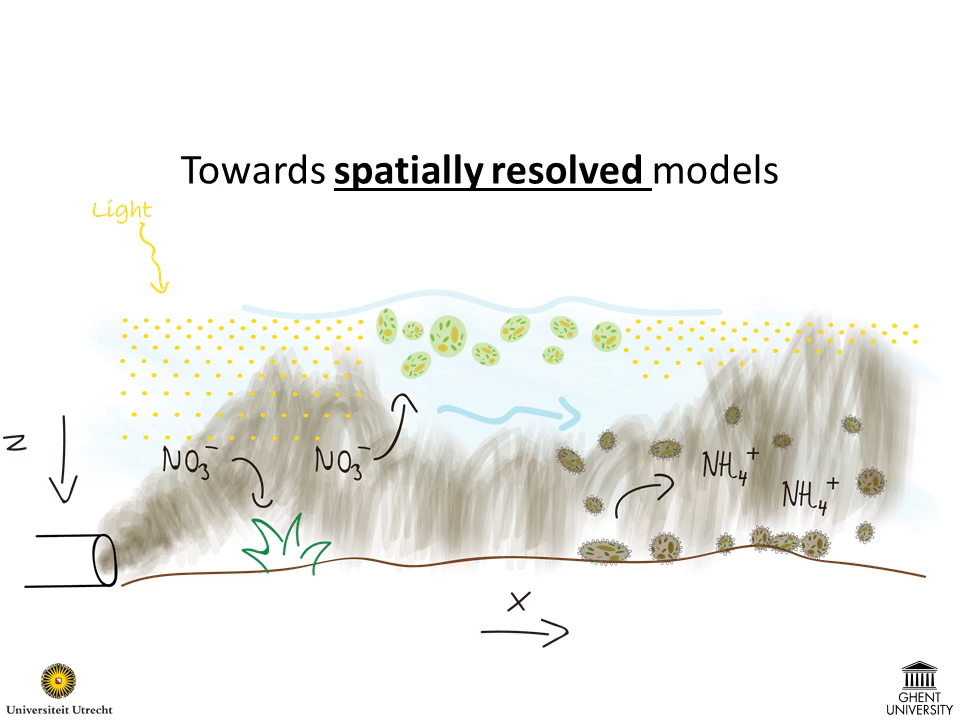 Towards spatially resolved models
Light
NO₃⁻
NO₃⁻
NH₄⁺
NH₄⁺
z
x
Universiteit Utrecht
GHENT
UNIVERSITY